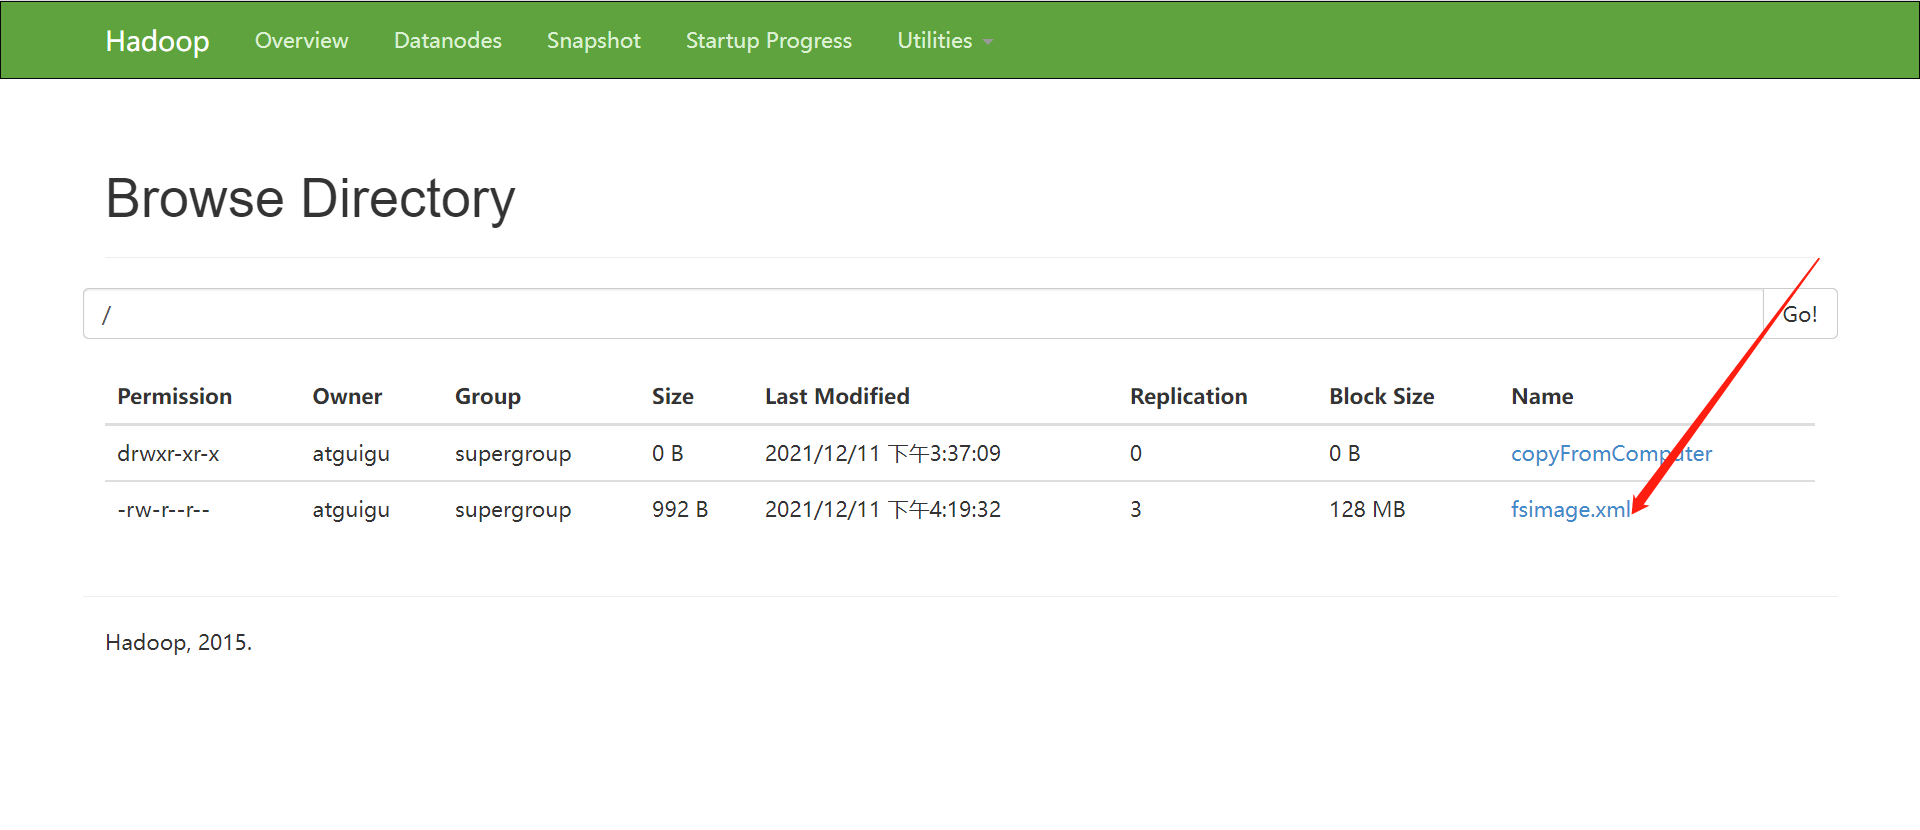 Hadoop Overview Datanodes Snapshot Startup Progress Utilities
Browse Directory
/ Go!
Permission Owner Group Size Last Modified Replication Block Size Name
drwxr-xr-x atguigu supergroup 0 B 2021/12/11 下午3:37:09 0 0 B copyFromComputer
-rw-r--r-- atguigu supergroup 992 B 2021/12/11 下午4:19:32 3 128 MB fsimage.xml
Hadoop, 2015.